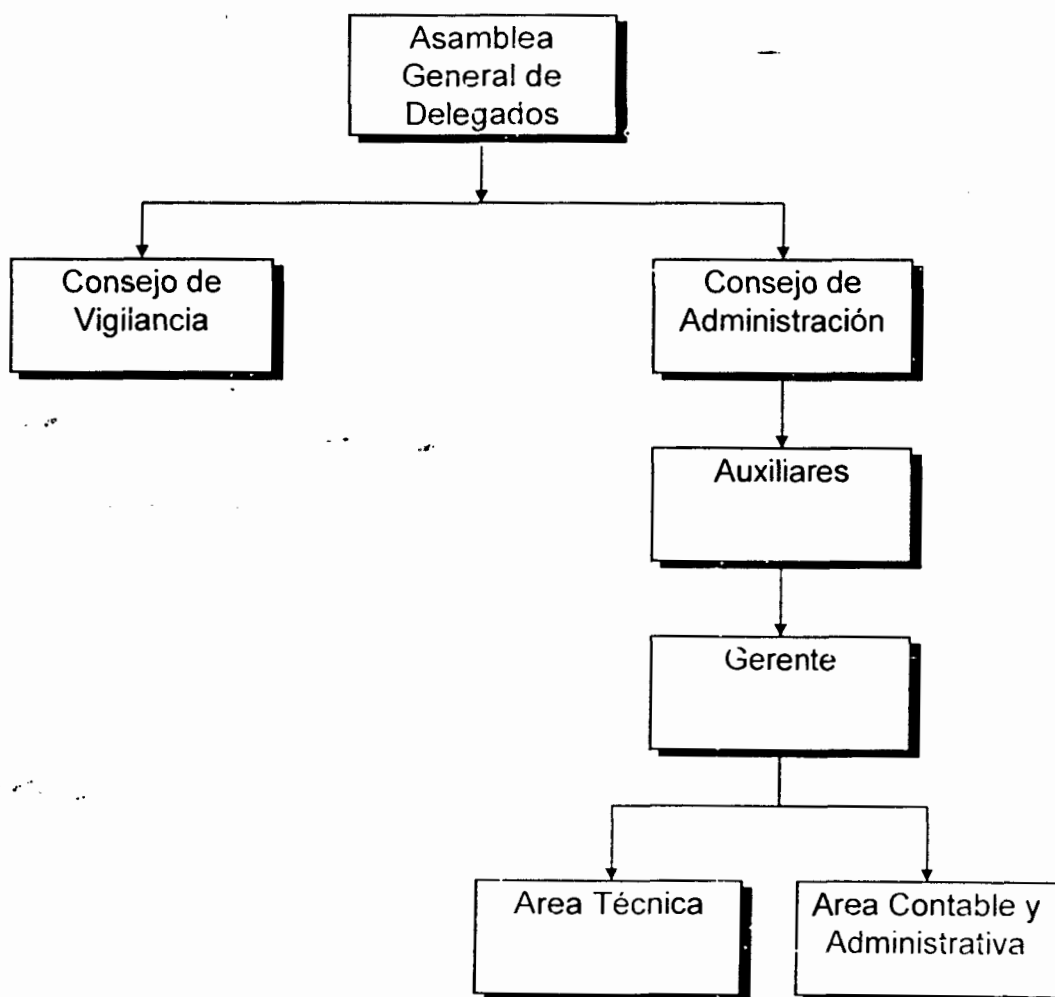 Asamblea
General de
Delegados
Consejo de
Vigilancia
Consejo de
Administración
Auxiliares
Gerente
Area Técnica
Area Contable y
Administrativa